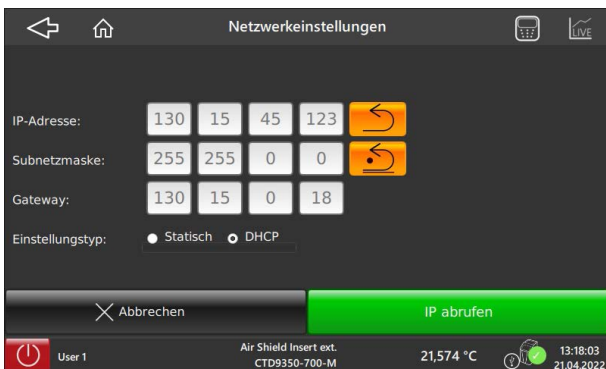 Netzwerkeinstellungen
LIVE
IP-Adresse: 130 15 45 123
Subnetzmaske: 255 255 0 0
Gateway: 130 15 0 18
Einstellungstyp: Statisch DHCP
Abbrechen IP abrufen
User 1
Air Shield Insert ext.
CTD9350-700-M
21,574 °C
13:18:03
21.04.2022